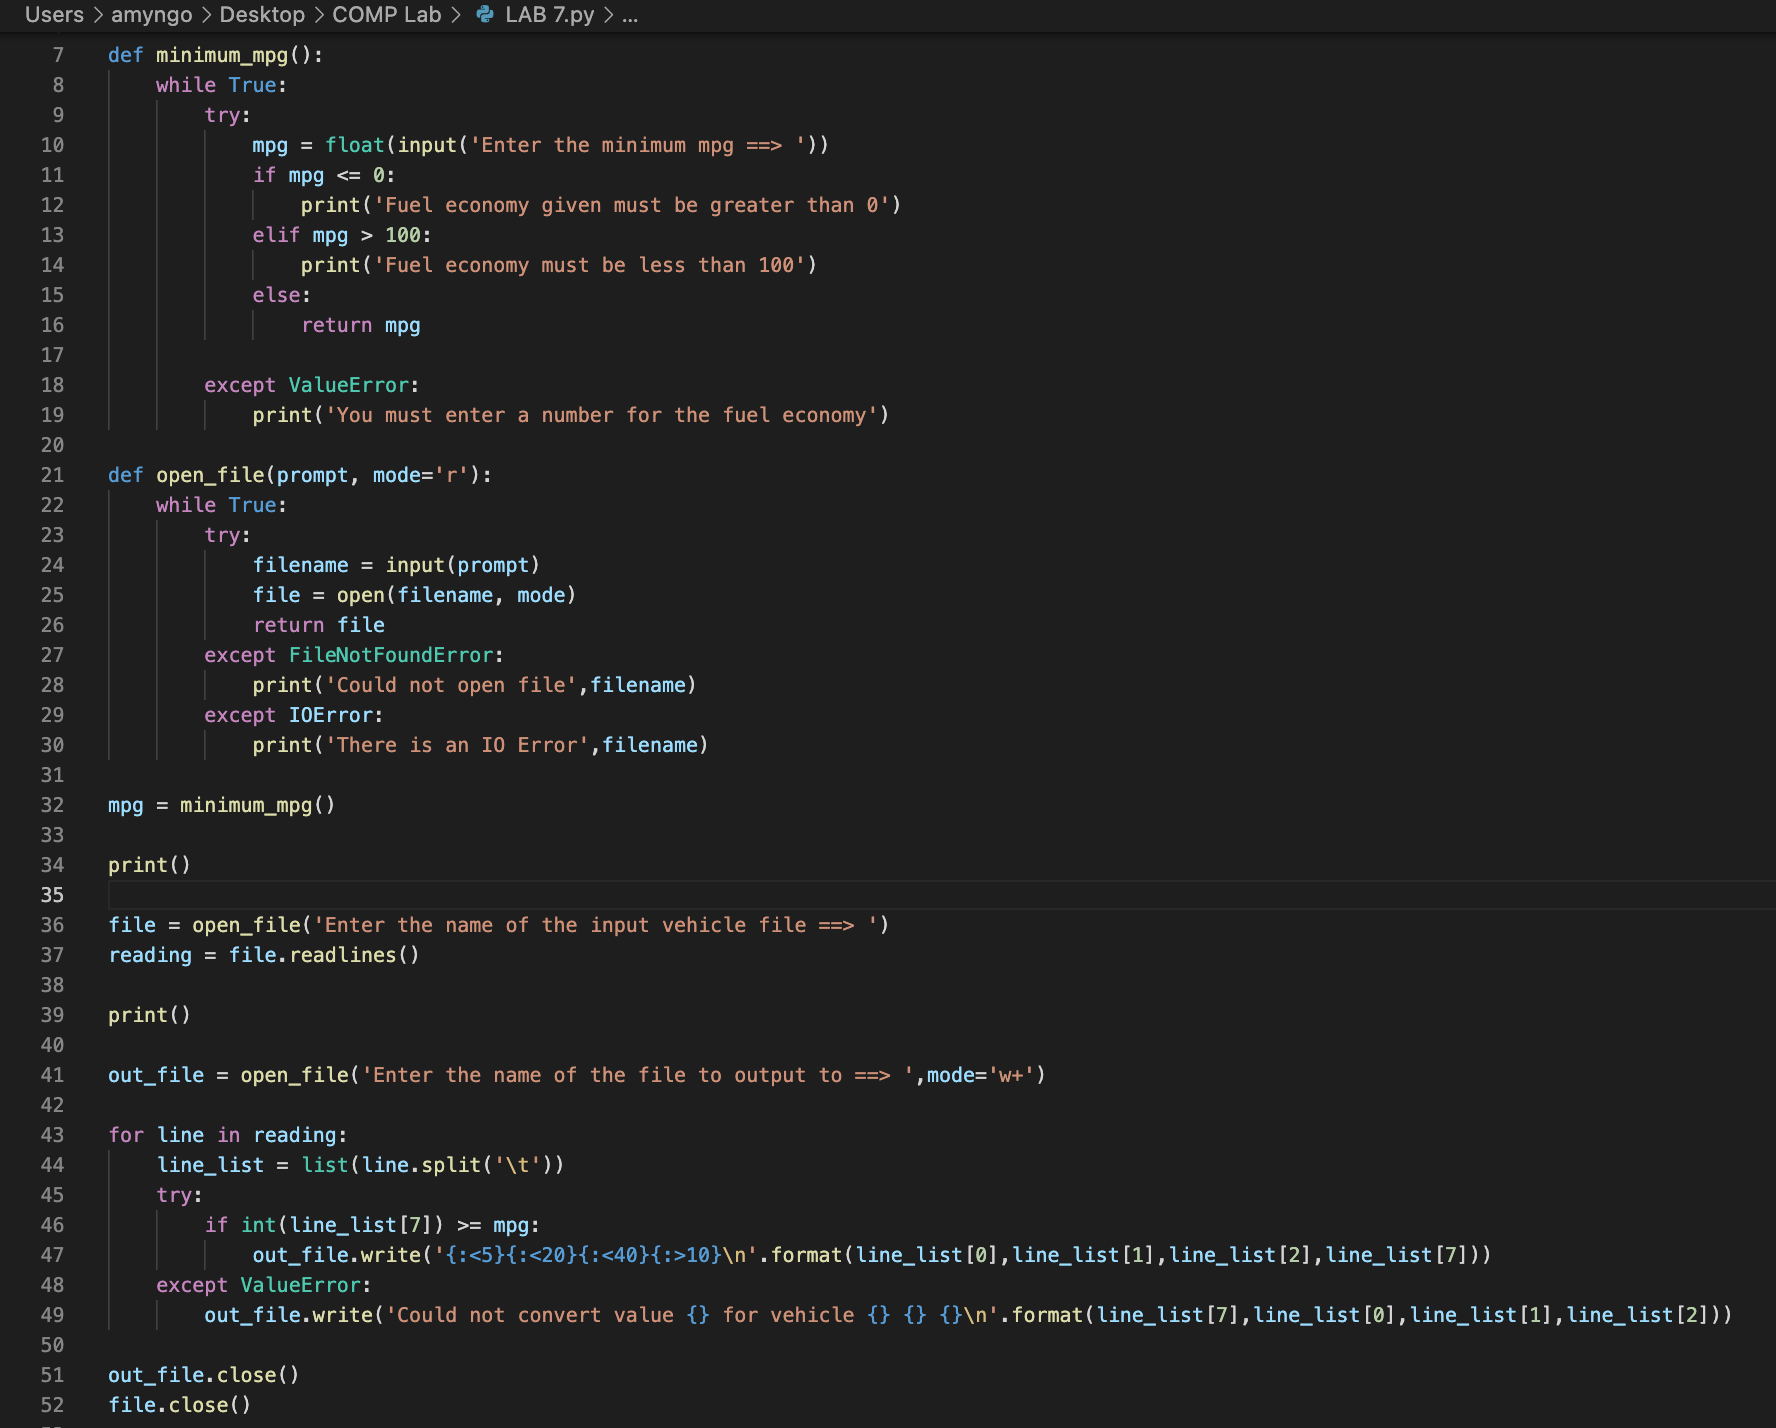 Users > amyngo > Desktop > COMP Lab > LAB 7.py > ...
7 def minimum_mpg():
8     while True:
9         try:
10             mpg = float(input('Enter the minimum mpg ==> '))
11             if mpg <= 0:
12                 print('Fuel economy given must be greater than 0')
13             elif mpg > 100:
14                 print('Fuel economy must be less than 100')
15             else:
16                 return mpg
17
18         except ValueError:
19             print('You must enter a number for the fuel economy')
20
21 def open_file(prompt, mode='r'):
22     while True:
23         try:
24             filename = input(prompt)
25             file = open(filename, mode)
26             return file
27         except FileNotFoundError:
28             print('Could not open file',filename)
29         except IOError:
30             print('There is an IO Error',filename)
31
32 mpg = minimum_mpg()
33
34 print()
35
36 file = open_file('Enter the name of the input vehicle file ==> ')
37 reading = file.readlines()
38
39 print()
40
41 out_file = open_file('Enter the name of the file to output to ==> ',mode='w+')
42
43 for line in reading:
44     line_list = list(line.split('\t'))
45     try:
46         if int(line_list[7]) >= mpg:
47             out_file.write('{:<5}{:<20}{:<40}{:>10}\n'.format(line_list[0],line_list[1],line_list[2],line_list[7]))
48     except ValueError:
49         out_file.write('Could not convert value {} for vehicle {} {} {}\n'.format(line_list[7],line_list[0],line_list[1],line_list[2]))
50
51 out_file.close()
52 file.close()